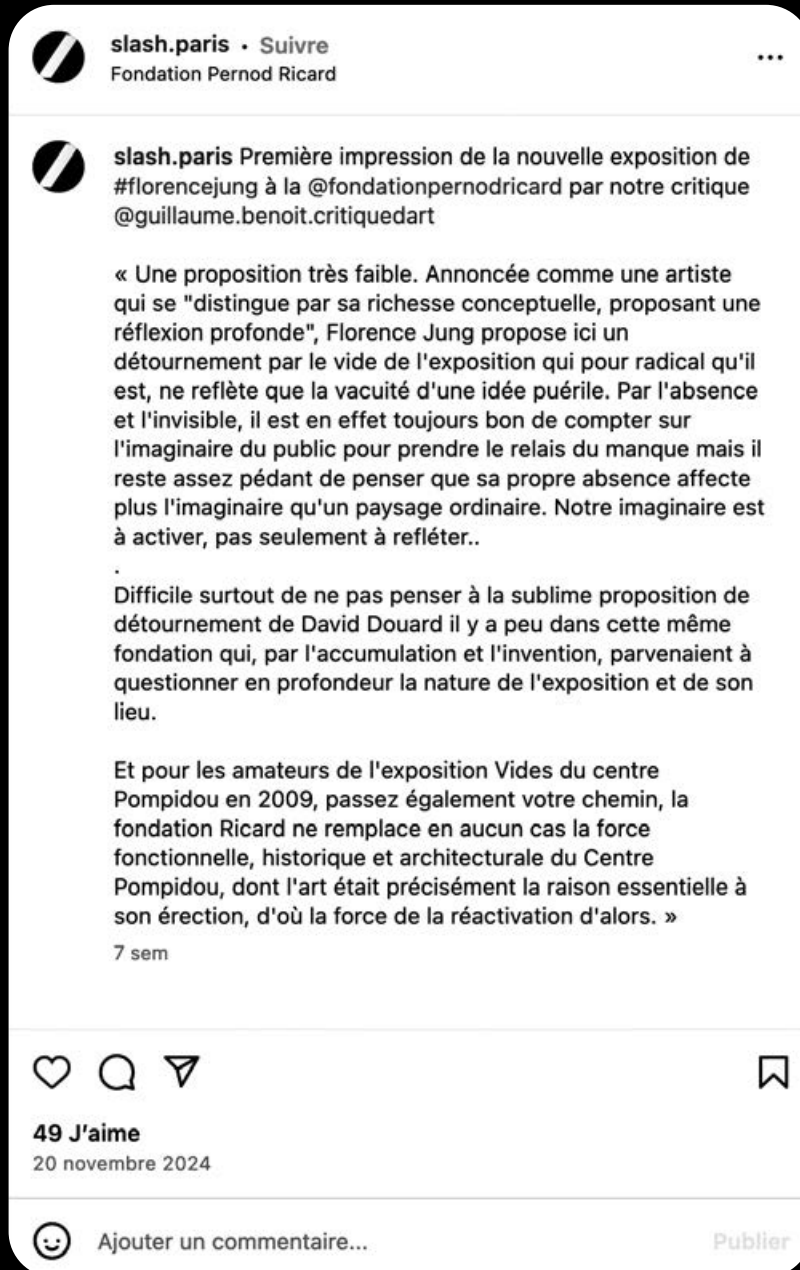 slash.paris • Suivre
Fondation Pernod Ricard
slash.paris Première impression de la nouvelle exposition de
#florencejung à la @fondationpernodricard par notre critique
@guillaume.benoit.critiquedart
« Une proposition très faible. Annoncée comme une artiste
qui se "distingue par sa richesse conceptuelle, proposant une
réflexion profonde", Florence Jung propose ici un
détournement par le vide de l'exposition qui pour radical qu'il
est, ne reflète que la vacuité d'une idée puérile. Par l'absence
et l'invisible, il est en effet toujours bon de compter sur
l'imaginaire du public pour prendre le relais du manque mais il
reste assez pédant de penser que sa propre absence affecte
plus l'imaginaire qu'un paysage ordinaire. Notre imaginaire est
à activer, pas seulement à refléter..
.
Difficile surtout de ne pas penser à la sublime proposition de
détournement de David Douard il y a peu dans cette même
fondation qui, par l'accumulation et l'invention, parvenaient à
questionner en profondeur la nature de l'exposition et de son
lieu.
Et pour les amateurs de l'exposition Vides du centre
Pompidou en 2009, passez également votre chemin, la
fondation Ricard ne remplace en aucun cas la force
fonctionnelle, historique et architecturale du Centre
Pompidou, dont l'art était précisément la raison essentielle à
son érection, d'où la force de la réactivation d'alors. »
7 sem
49 J'aime
20 novembre 2024
Ajouter un commentaire...
Publier